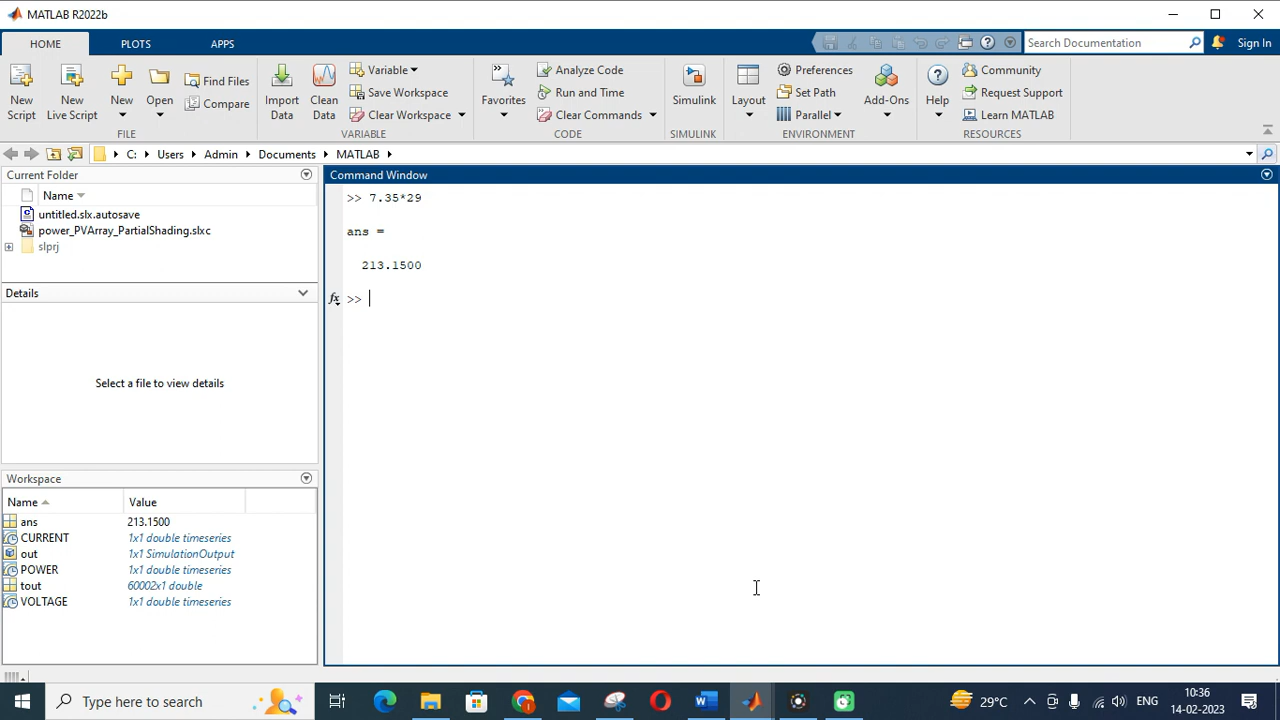 MATLAB R2022b
HOME PLOTS APPS
Search Documentation
Sign In
New Script
New Live Script
New
Open
Find Files
Compare
FILE
Import Data
Clean Data
Variable
Save Workspace
Clear Workspace
VARIABLE
Favorites
Analyze Code
Run and Time
Clear Commands
CODE
Simulink
SIMULINK
Layout
Preferences
Set Path
Parallel
Add-Ons
ENVIRONMENT
Help
Community
Request Support
Learn MATLAB
RESOURCES
C: Users Admin Documents MATLAB
Current Folder
Name
untitled.slx.autosave
power_PVArray_PartialShading.slxc
slprj
Details
Select a file to view details
Workspace
Name Value
ans 213.1500
CURRENT 1x1 double timeseries
out 1x1 SimulationOutput
POWER 1x1 double timeseries
tout 60002x1 double
VOLTAGE 1x1 double timeseries
Command Window
>> 7.35*29
ans =
213.1500
fx >>
Type here to search
29°C
ENG
10:36
14-02-2023